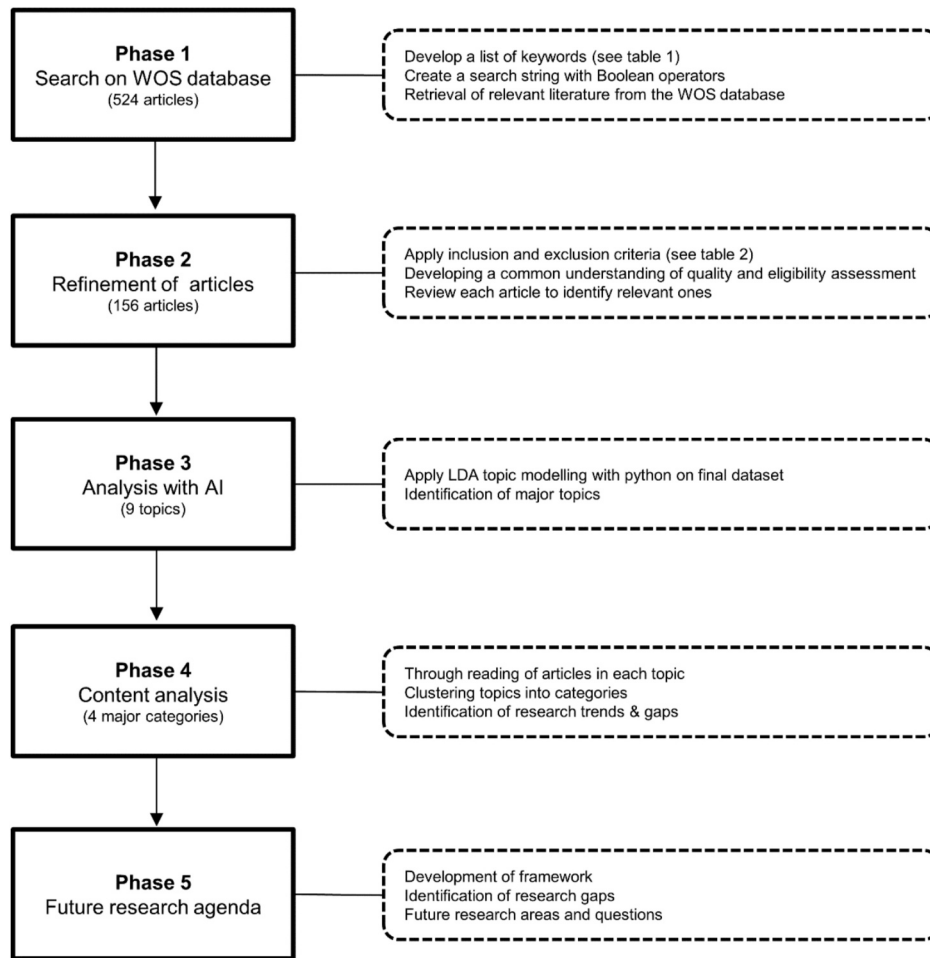 Phase 1
Search on WOS database
(524 articles)
Develop a list of keywords (see table 1)
Create a search string with Boolean operators
Retrieval of relevant literature from the WOS database
Phase 2
Refinement of articles
(156 articles)
Apply inclusion and exclusion criteria (see table 2)
Developing a common understanding of quality and eligibility assessment
Review each article to identify relevant ones
Phase 3
Analysis with AI
(9 topics)
Apply LDA topic modelling with python on final dataset
Identification of major topics
Phase 4
Content analysis
(4 major categories)
Through reading of articles in each topic
Clustering topics into categories
Identification of research trends & gaps
Phase 5
Future research agenda
Development of framework
Identification of research gaps
Future research areas and questions